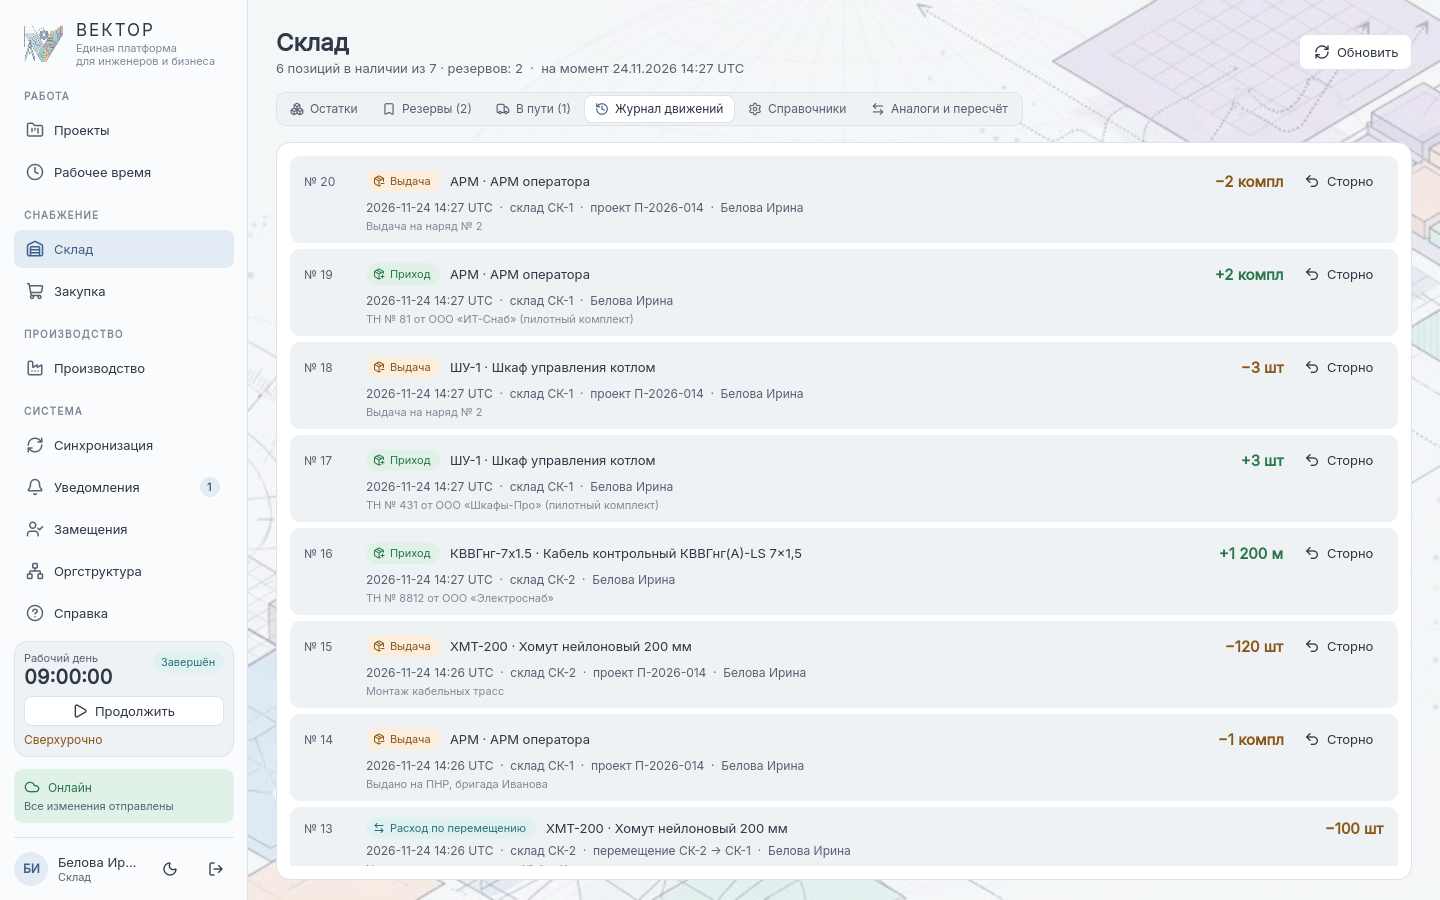 ВЕКТОР
Единая платформа
для инженеров и бизнеса
РАБОТА
Проекты
Рабочее время
СНАБЖЕНИЕ
Склад
Закупка
ПРОИЗВОДСТВО
Производство
СИСТЕМА
Синхронизация
Уведомления 1
Замещения
Оргструктура
Справка
Рабочий день
Завершён
09:00:00
Продолжить
Сверхурочно
Онлайн
Все изменения отправлены
БИ
Белова Ир...
Склад
Склад
6 позиций в наличии из 7 · резервов: 2 · на момент 24.11.2026 14:27 UTC
Обновить
Остатки Резервы (2) В пути (1) Журнал движений Справочники Аналоги и пересчёт
№ 20 Выдача АРМ · АРМ оператора −2 компл Сторно
2026-11-24 14:27 UTC · склад СК-1 · проект П-2026-014 · Белова Ирина
Выдача на наряд № 2
№ 19 Приход АРМ · АРМ оператора +2 компл Сторно
2026-11-24 14:27 UTC · склад СК-1 · Белова Ирина
ТН № 81 от ООО «ИТ-Снаб» (пилотный комплект)
№ 18 Выдача ШУ-1 · Шкаф управления котлом −3 шт Сторно
2026-11-24 14:27 UTC · склад СК-1 · проект П-2026-014 · Белова Ирина
Выдача на наряд № 2
№ 17 Приход ШУ-1 · Шкаф управления котлом +3 шт Сторно
2026-11-24 14:27 UTC · склад СК-1 · Белова Ирина
ТН № 431 от ООО «Шкафы-Про» (пилотный комплект)
№ 16 Приход КВВГнг-7х1.5 · Кабель контрольный КВВГнг(А)-LS 7×1,5 +1 200 м Сторно
2026-11-24 14:27 UTC · склад СК-2 · Белова Ирина
ТН № 8812 от ООО «Электроснаб»
№ 15 Выдача ХМТ-200 · Хомут нейлоновый 200 мм −120 шт Сторно
2026-11-24 14:26 UTC · склад СК-2 · проект П-2026-014 · Белова Ирина
Монтаж кабельных трасс
№ 14 Выдача АРМ · АРМ оператора −1 компл Сторно
2026-11-24 14:26 UTC · склад СК-1 · проект П-2026-014 · Белова Ирина
Выдано на ПНР, бригада Иванова
№ 13 Расход по перемещению ХМТ-200 · Хомут нейлоновый 200 мм −100 шт
2026-11-24 14:26 UTC · склад СК-2 · перемещение СК-2 → СК-1 · Белова Ирина